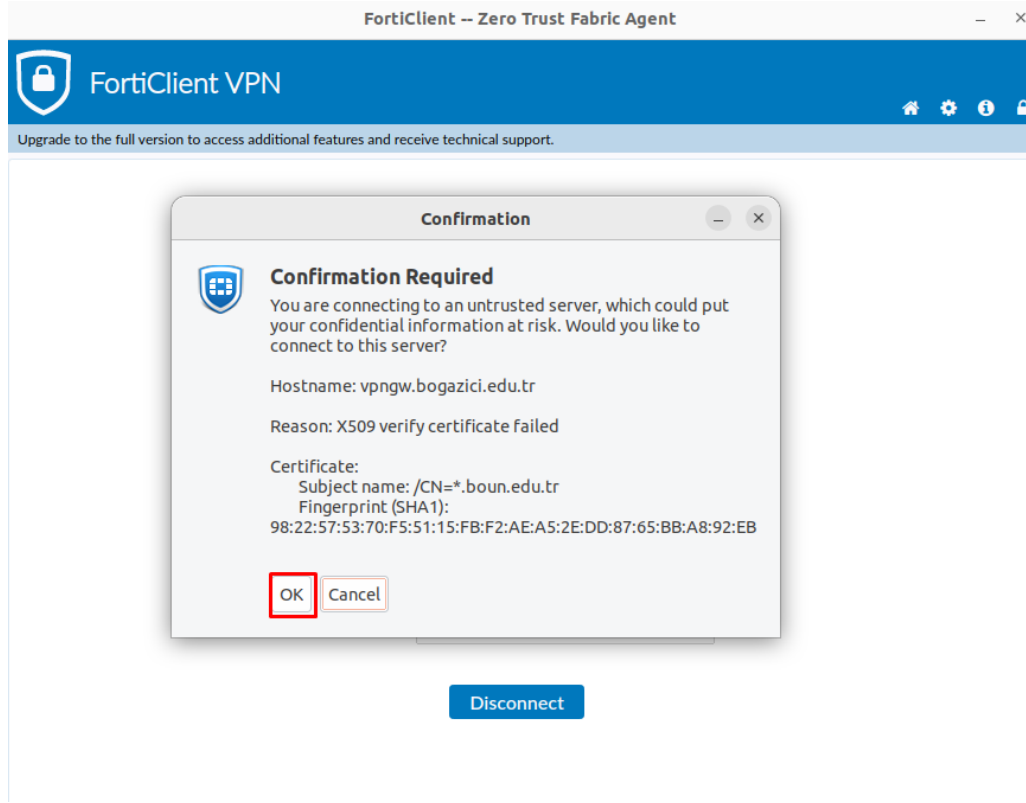 FortiClient -- Zero Trust Fabric Agent
FortiClient VPN
Upgrade to the full version to access additional features and receive technical support.
Confirmation
Confirmation Required
You are connecting to an untrusted server, which could put
your confidential information at risk. Would you like to
connect to this server?
Hostname: vpngw.bogazici.edu.tr
Reason: X509 verify certificate failed
Certificate:
Subject name: /CN=*.boun.edu.tr
Fingerprint (SHA1):
98:22:57:53:70:F5:51:15:FB:F2:AE:A5:2E:DD:87:65:BB:A8:92:EB
OK Cancel
Disconnect